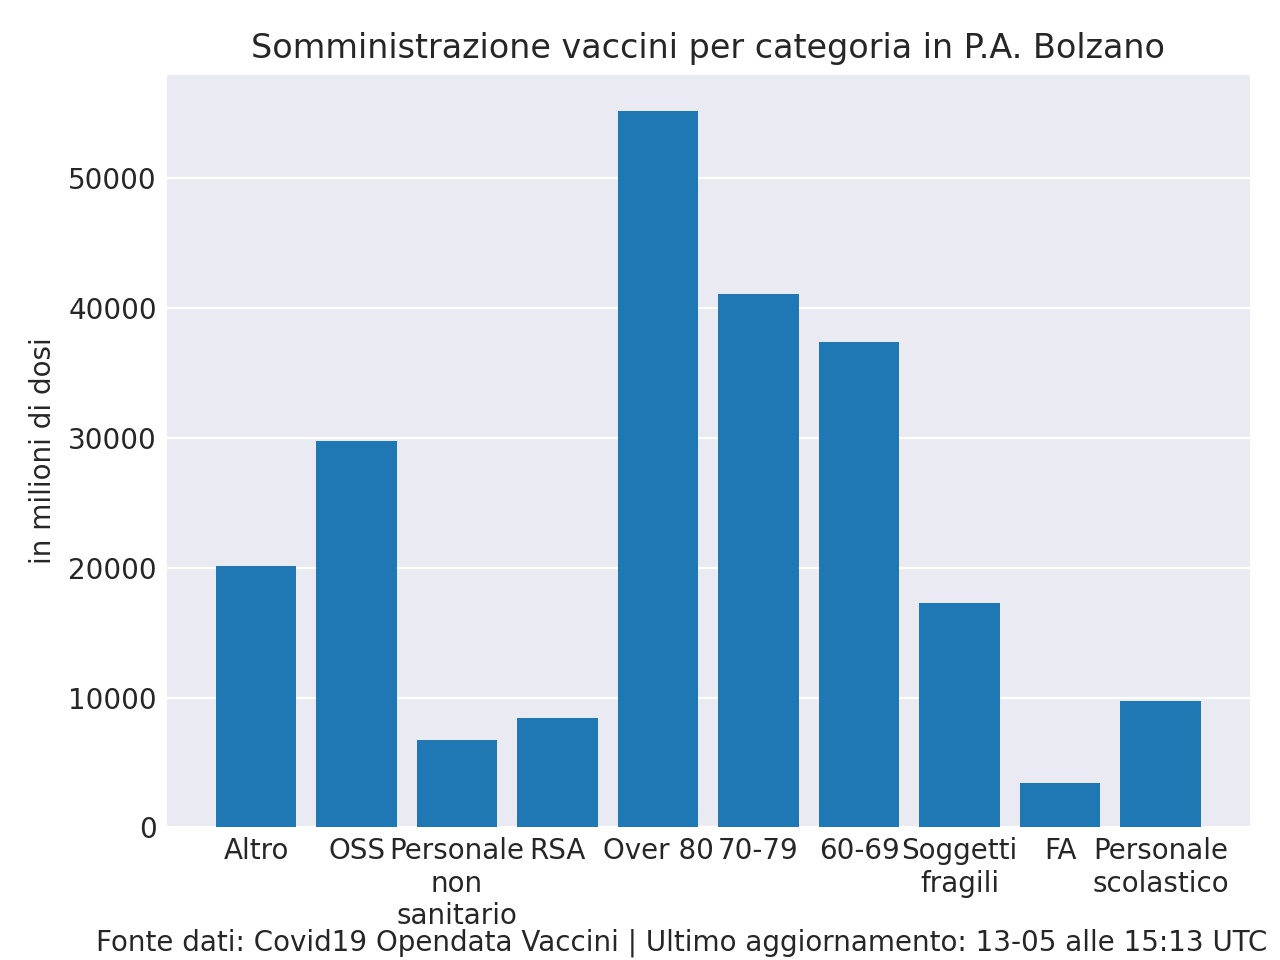 Somministrazione vaccini per categoria in P.A. Bolzano
in milioni di dosi
50000
40000
30000
20000
10000
0
Altro
OSS
Personale
non
sanitario
RSA
Over 80
70-79
60-69
Soggetti
fragili
FA
Personale
scolastico
Fonte dati: Covid19 Opendata Vaccini | Ultimo aggiornamento: 13-05 alle 15:13 UTC